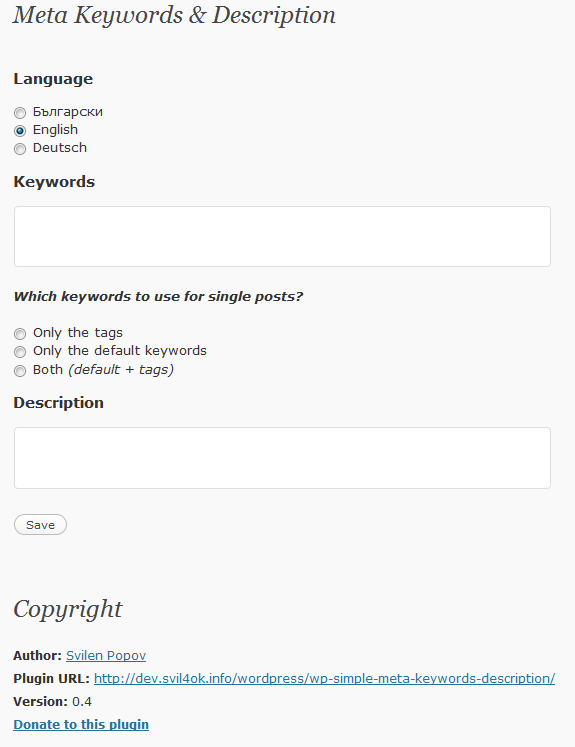 Meta Keywords & Description
Language
Български
English
Deutsch
Keywords
Which keywords to use for single posts?
Only the tags
Only the default keywords
Both (default + tags)
Description
Save
Copyright
Author: Svilen Popov
Plugin URL: http://dev.svil4ok.info/wordpress/wp-simple-meta-keywords-description/
Version: 0.4
Donate to this plugin